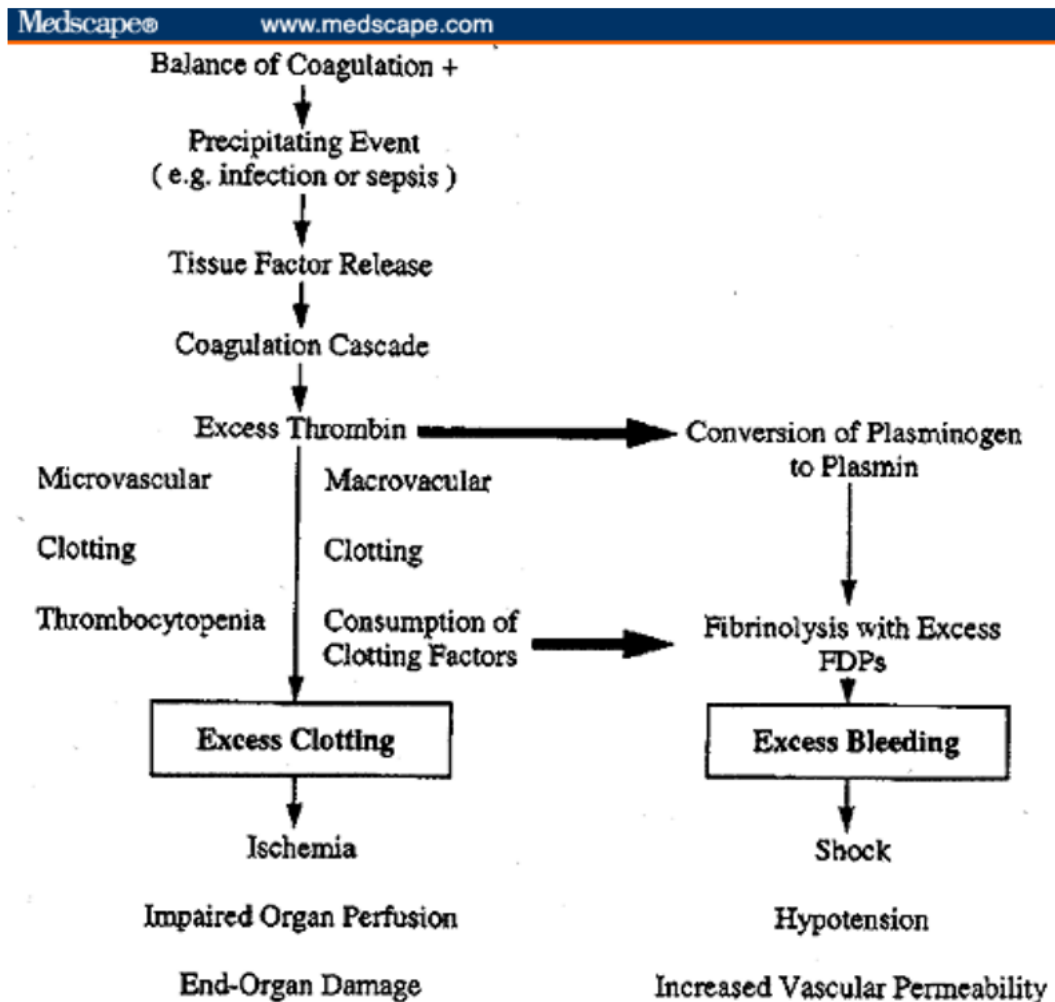 Medscape® www.medscape.com
Balance of Coagulation +
Precipitating Event
( e.g. infection or sepsis )
Tissue Factor Release
Coagulation Cascade
Excess Thrombin
Conversion of Plasminogen
to Plasmin
Microvascular
Macrovacular
Clotting
Clotting
Thrombocytopenia
Consumption of
Clotting Factors
Fibrinolysis with Excess
FDPs
Excess Clotting
Excess Bleeding
Ischemia
Shock
Impaired Organ Perfusion
Hypotension
End-Organ Damage
Increased Vascular Permeability